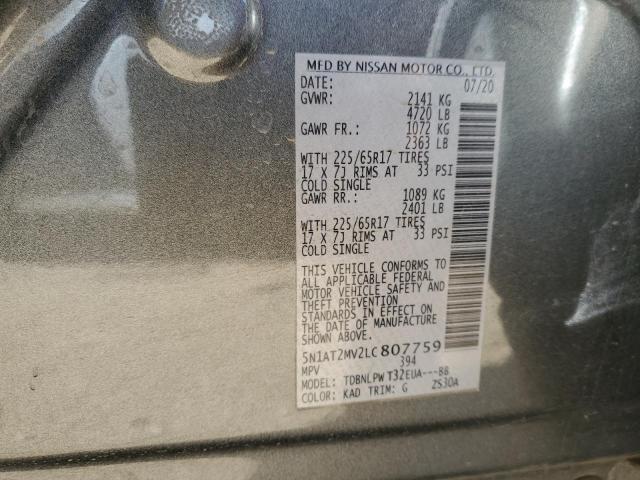 MFD BY NISSAN MOTOR CO., LTD.
DATE: 07/20
GVWR: 2141 KG
4720 LB
GAWR FR.: 1072 KG
2363 LB
WITH 225/65R17 TIRES
17 X 7J RIMS AT 33 PSI
COLD SINGLE
GAWR RR.: 1089 KG
2401 LB
WITH 225/65R17 TIRES
17 X 7J RIMS AT 33 PSI
COLD SINGLE
THIS VEHICLE CONFORMS TO
ALL APPLICABLE FEDERAL
MOTOR VEHICLE SAFETY AND
THEFT PREVENTION
STANDARDS IN EFFECT ON
THE DATE OF MANUFACTURE
SHOWN ABOVE.
5N1AT2MV2LC807759
MPV 394
MODEL: TDBNLPW T32EUA---BB
COLOR: KAD TRIM: G ZS30A